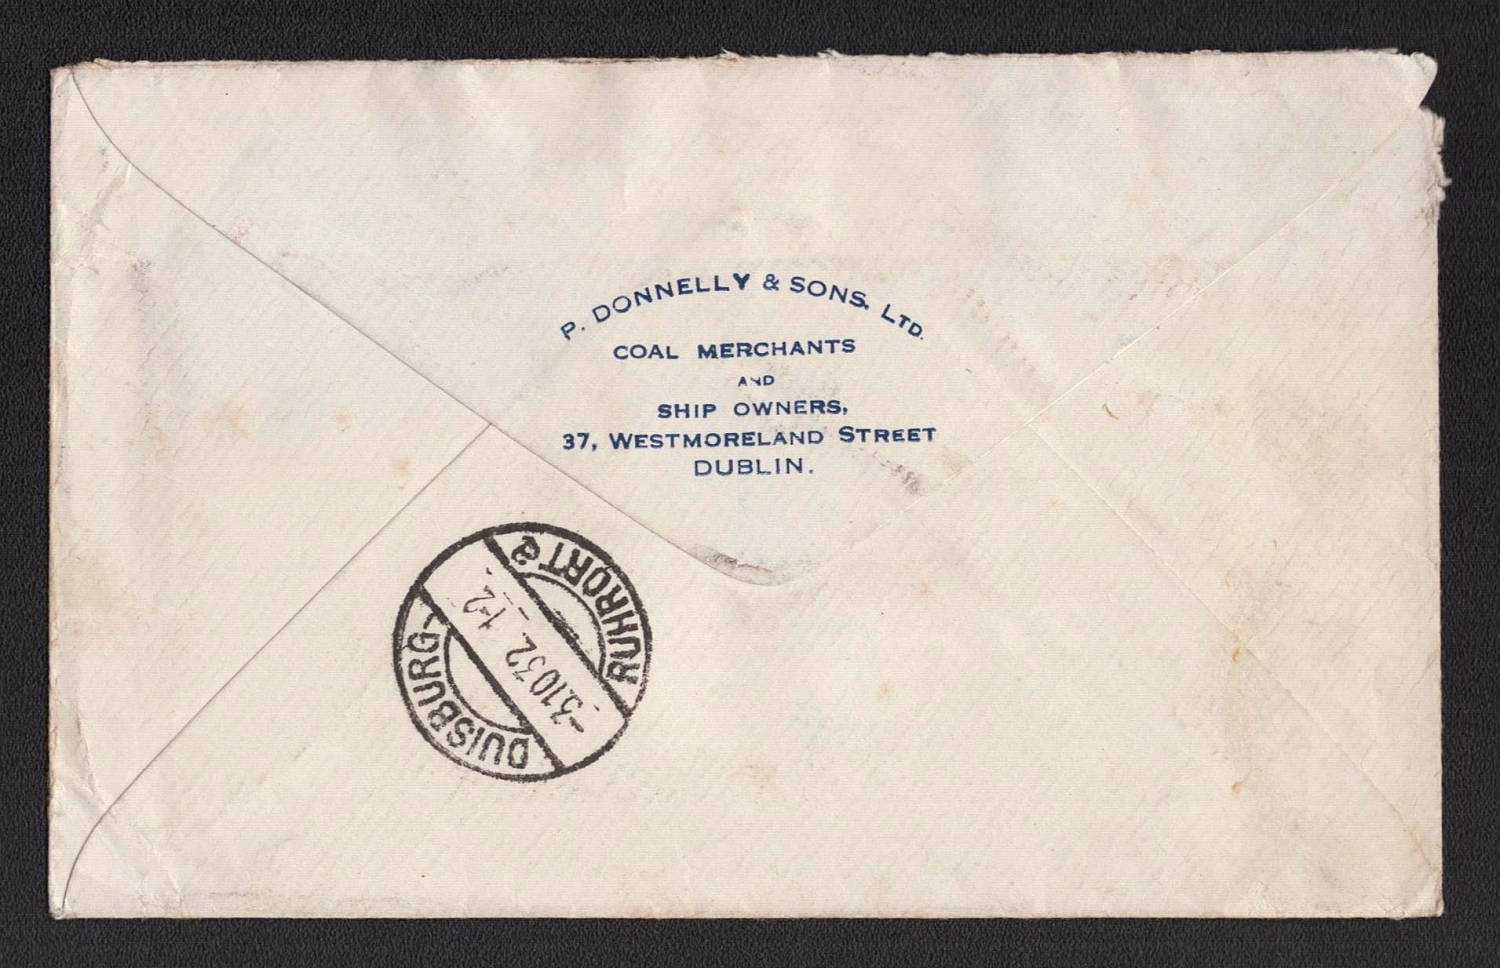 P. DONNELLY & SONS, LTD.
COAL MERCHANTS
AND
SHIP OWNERS,
37, WESTMORELAND STREET
DUBLIN.
DUISBURG-
RUHRORT 2
-3.10.32. 1-2